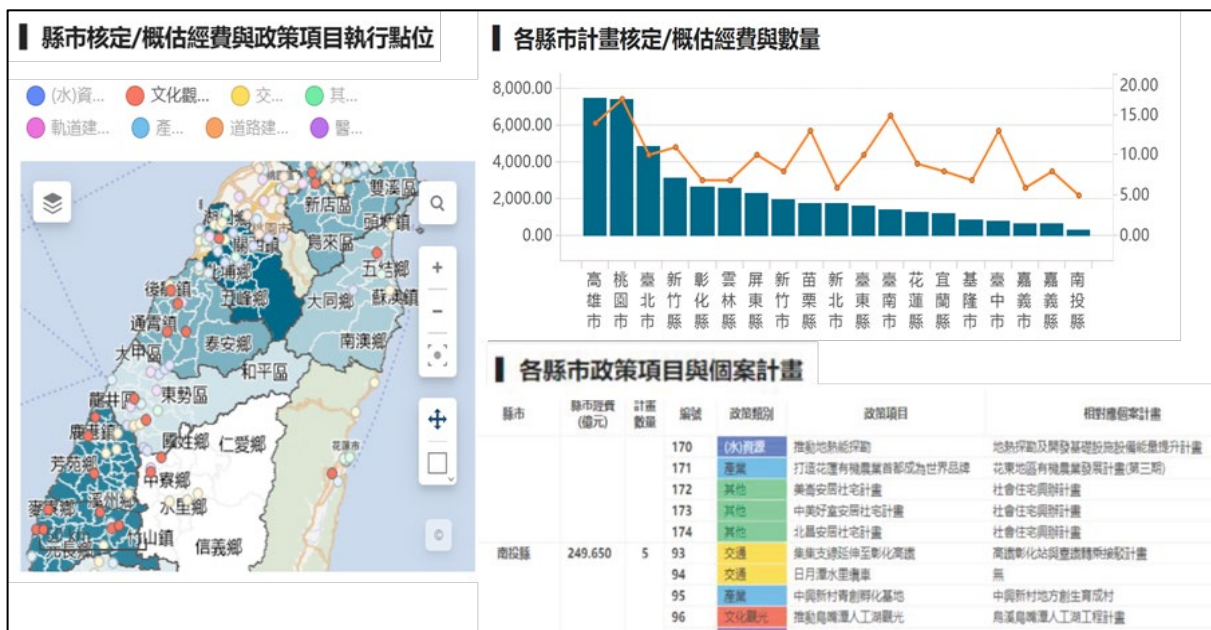 縣市核定/概估經費與政策項目執行點位
(水)資... 文化觀... 交... 其...
軌道建... 產... 道路建... 醫...
雙溪區
新店區
頭城鎮
烏來區
關西鎮
五結鄉
北埔鄉
大同鄉
蘇澳鎮
後龍鎮
五峰鄉
通霄鎮
泰安鄉
南澳鄉
大甲區
和平區
東勢區
龍井區
鹿港鎮
國姓鄉
仁愛鄉
花蓮市
芳苑鄉
中寮鄉
水里鄉
麥寮鄉
溪州鄉
竹山鎮
信義鄉
元長鄉
各縣市計畫核定/概估經費與數量
8,000.00
6,000.00
4,000.00
2,000.00
0.00
20.00
15.00
10.00
5.00
0.00
高雄市 桃園市 臺北市 新竹縣 彰化縣 雲林縣 屏東縣 新竹市 苗栗縣 新北市 臺東縣 臺南市 花蓮縣 宜蘭縣 基隆市 臺中市 嘉義市 嘉義縣 南投縣
各縣市政策項目與個案計畫
縣市 縣市經費(億元) 計畫數量 編號 政策類別 政策項目 相對應個案計畫
170 (水)資源 推動地熱能探勘 地熱探勘及開發基礎設施設備能量提升計畫
171 產業 打造花蓮有機農業首都成為世界品牌 花東地區有機農業發展計畫(第三期)
172 其他 美崙安居社宅計畫 社會住宅興辦計畫
173 其他 中美好室安居社宅計畫 社會住宅興辦計畫
174 其他 北昌安居社宅計畫 社會住宅興辦計畫
南投縣 249.650 5 93 交通 集集支線延伸至彰化高鐵 高鐵彰化站與臺鐵轉乘接駁計畫
94 交通 日月潭水里纜車 無
95 產業 中興新村青創孵化基地 中興新村地方創生育成村
96 文化觀光 推動鳥嘴潭人工湖觀光 烏溪鳥嘴潭人工湖工程計畫